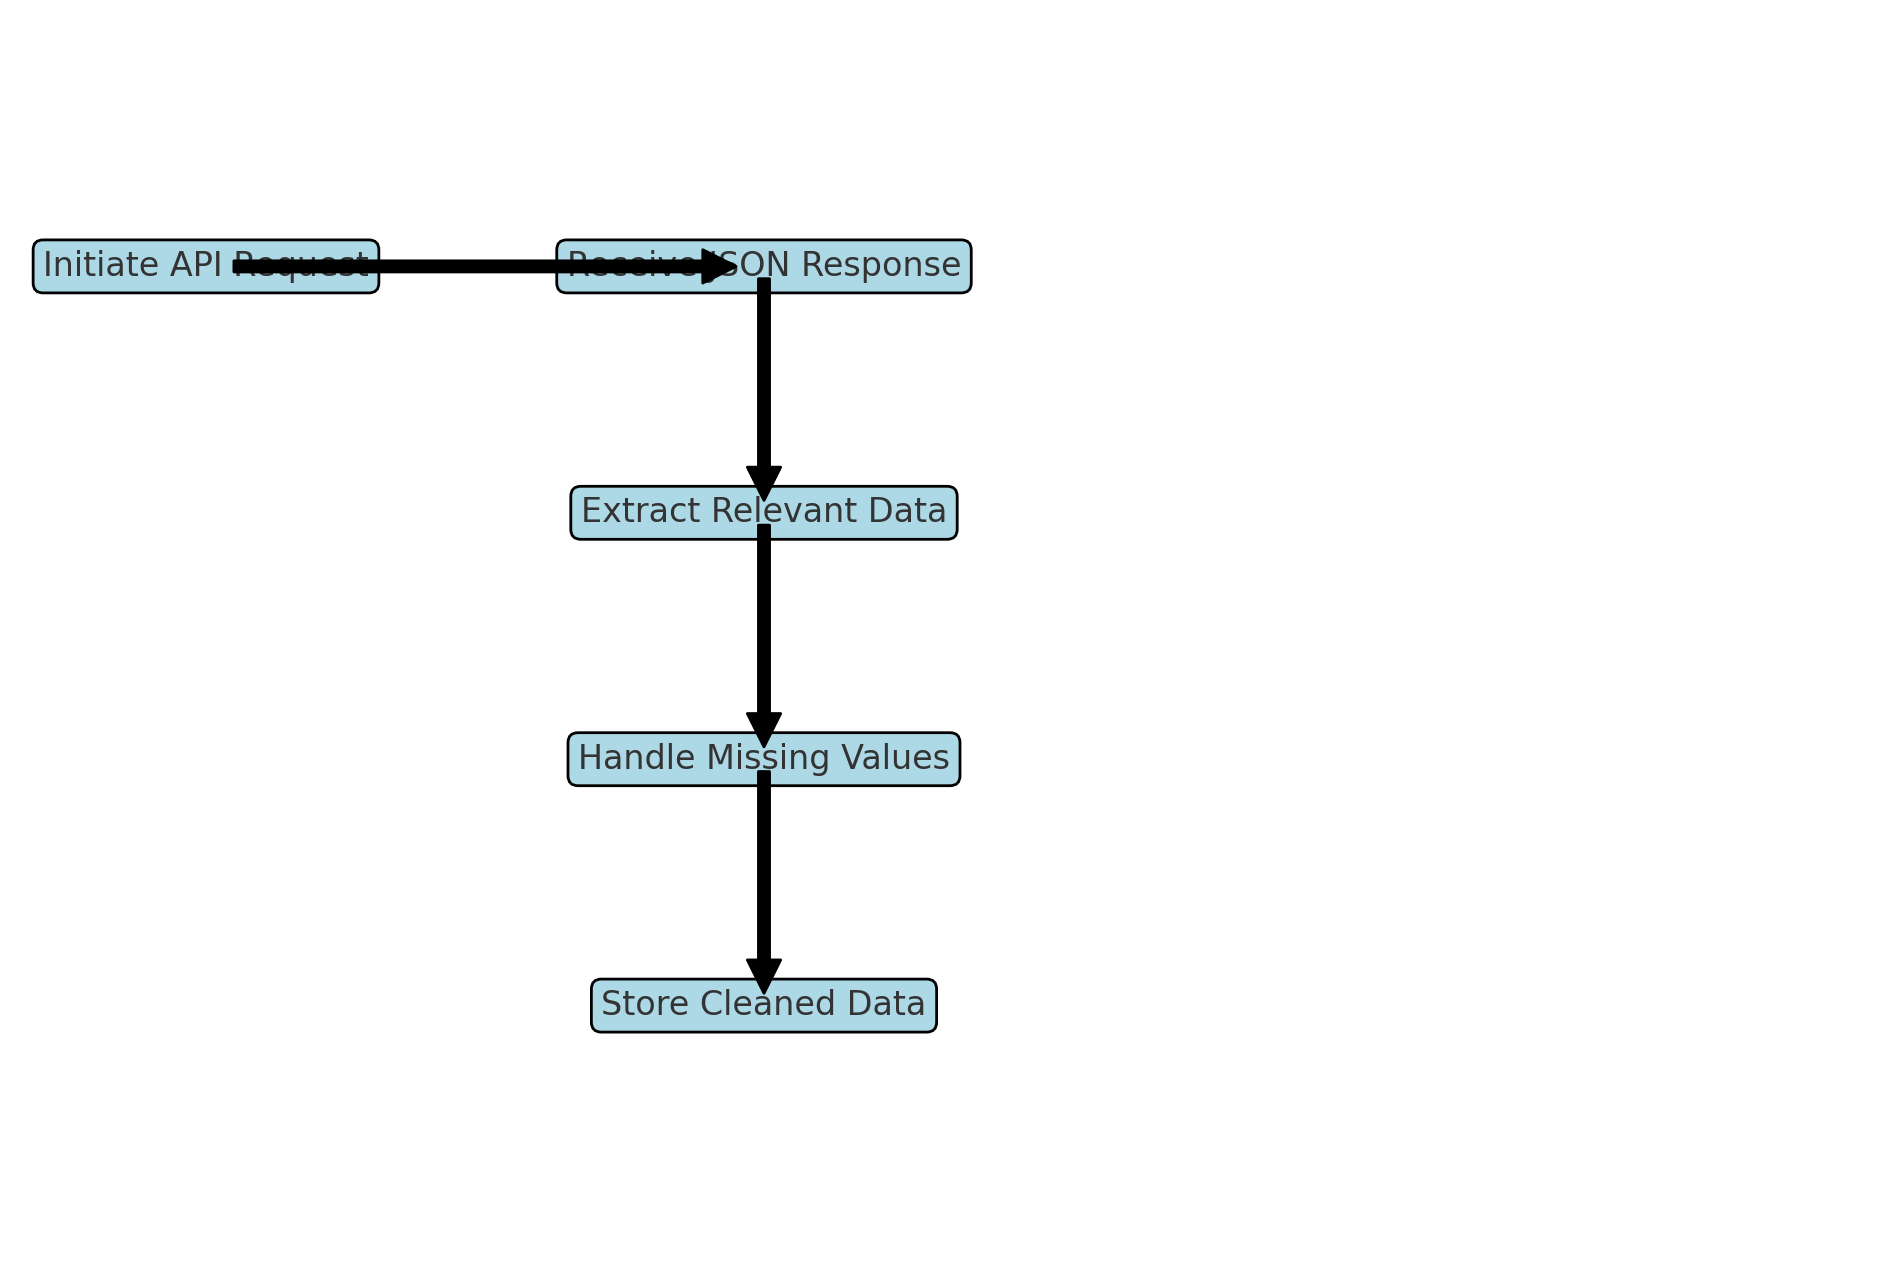 Initiate API Request
Receive JSON Response
Extract Relevant Data
Handle Missing Values
Store Cleaned Data